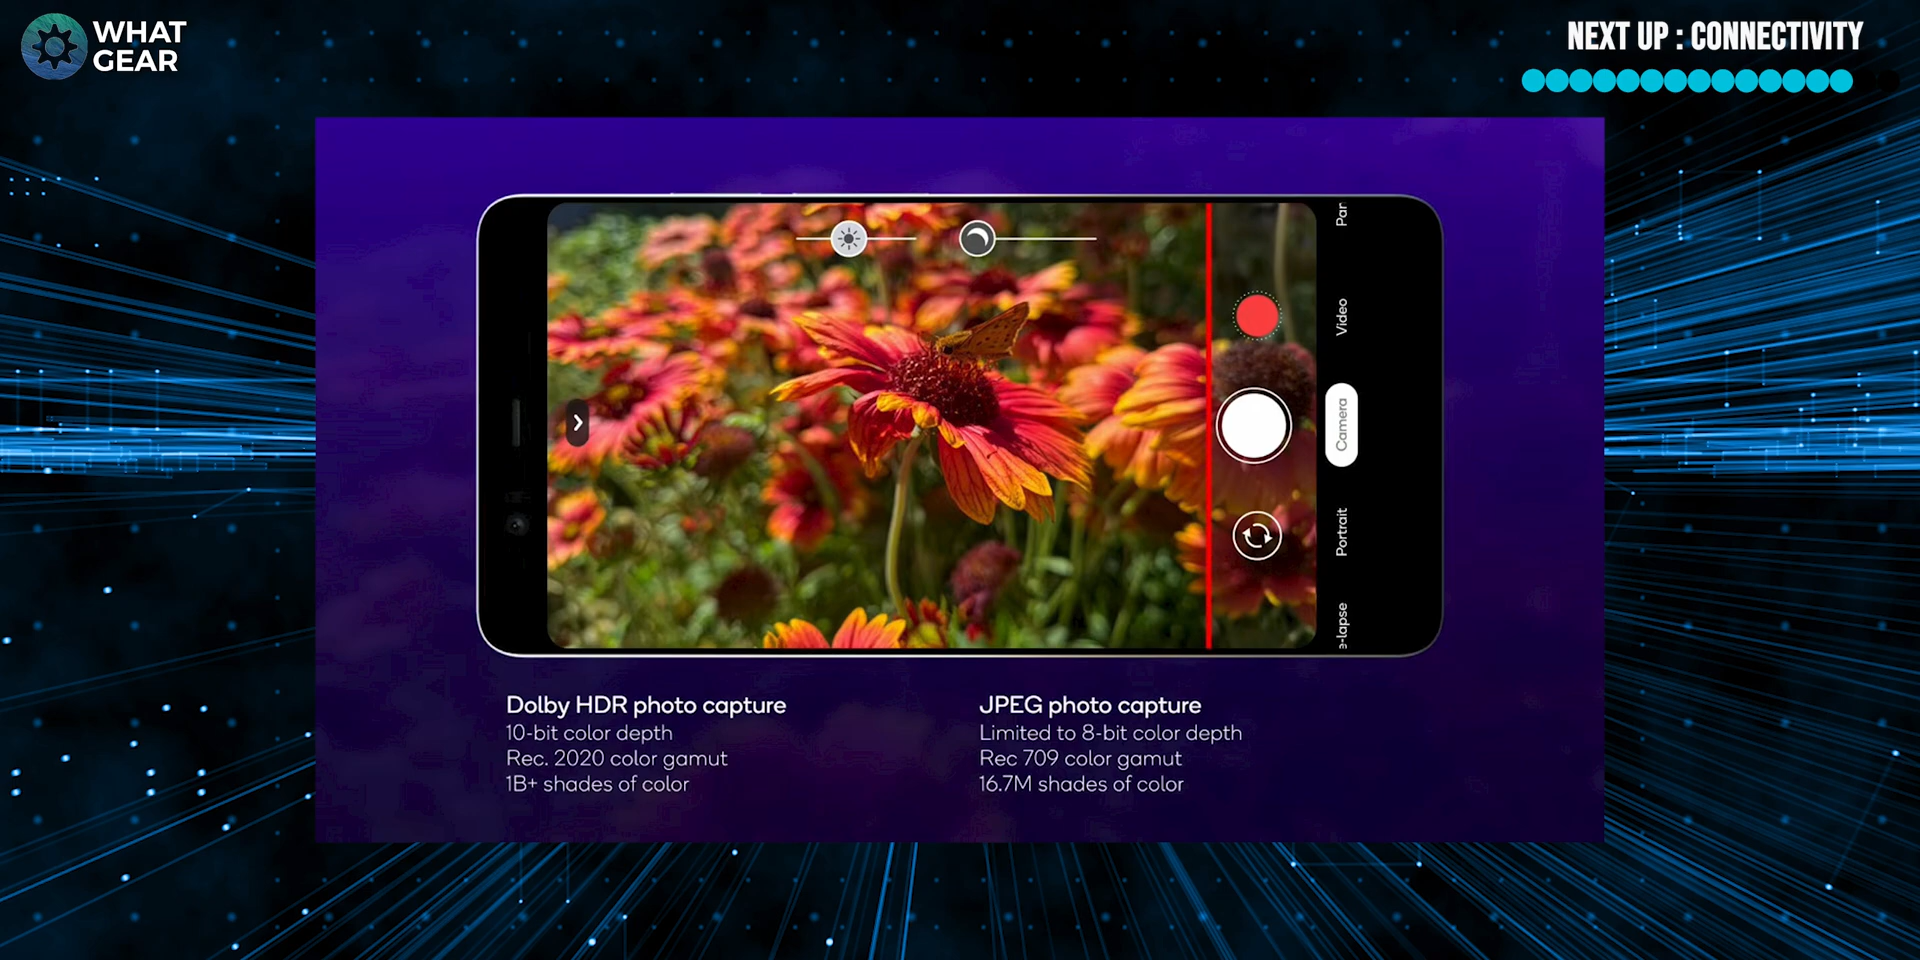 WHAT
GEAR
NEXT UP : CONNECTIVITY
Par
Video
Camera
Portrait
e-lapse
Dolby HDR photo capture
10-bit color depth
Rec. 2020 color gamut
1B+ shades of color
JPEG photo capture
Limited to 8-bit color depth
Rec 709 color gamut
16.7M shades of color